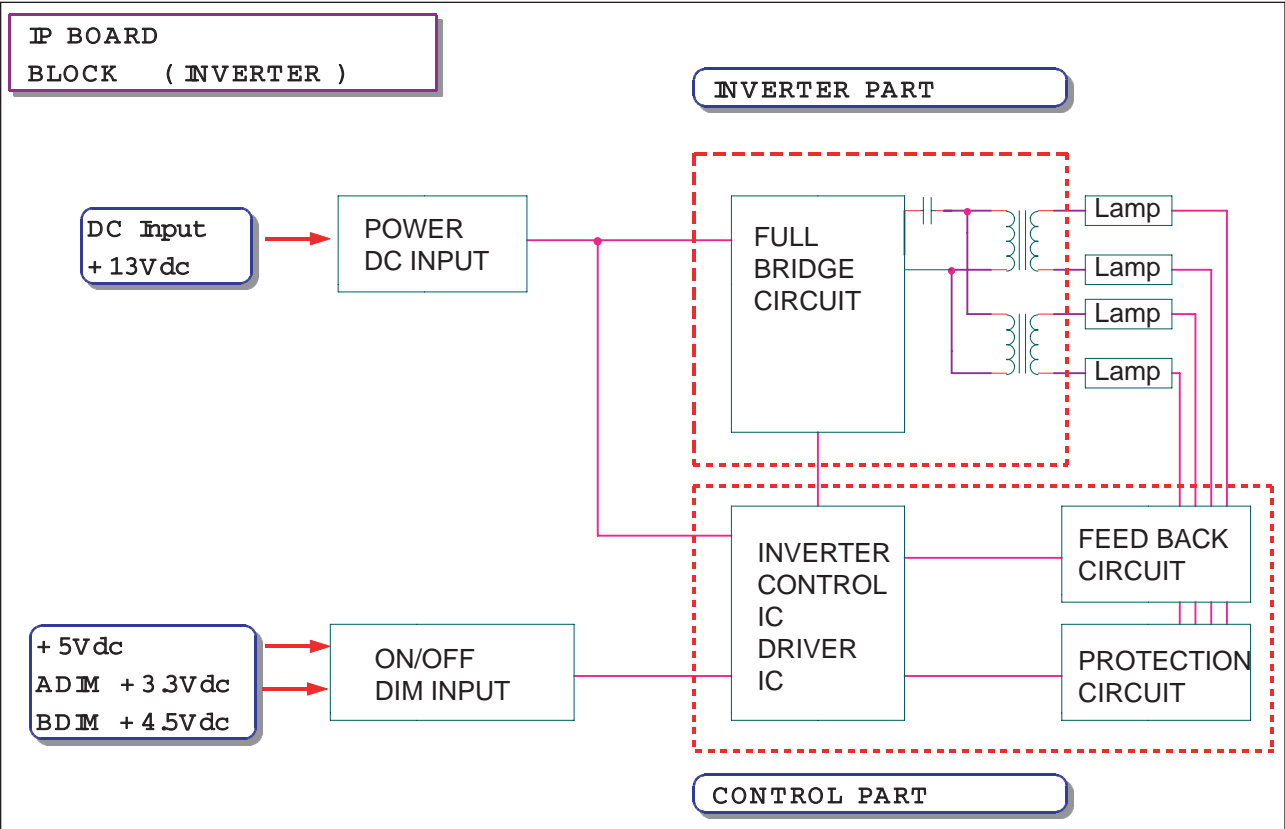 IP BOARD
BLOCK ( INVERTER )
INVERTER PART
DC Input
+13Vdc
POWER
DC INPUT
FULL
BRIDGE
CIRCUIT
Lamp
Lamp
Lamp
Lamp
INVERTER
CONTROL
IC
DRIVER
IC
FEED BACK
CIRCUIT
+5Vdc
ADIM +3.3Vdc
BDIM +4.5Vdc
ON/OFF
DIM INPUT
PROTECTION
CIRCUIT
CONTROL PART